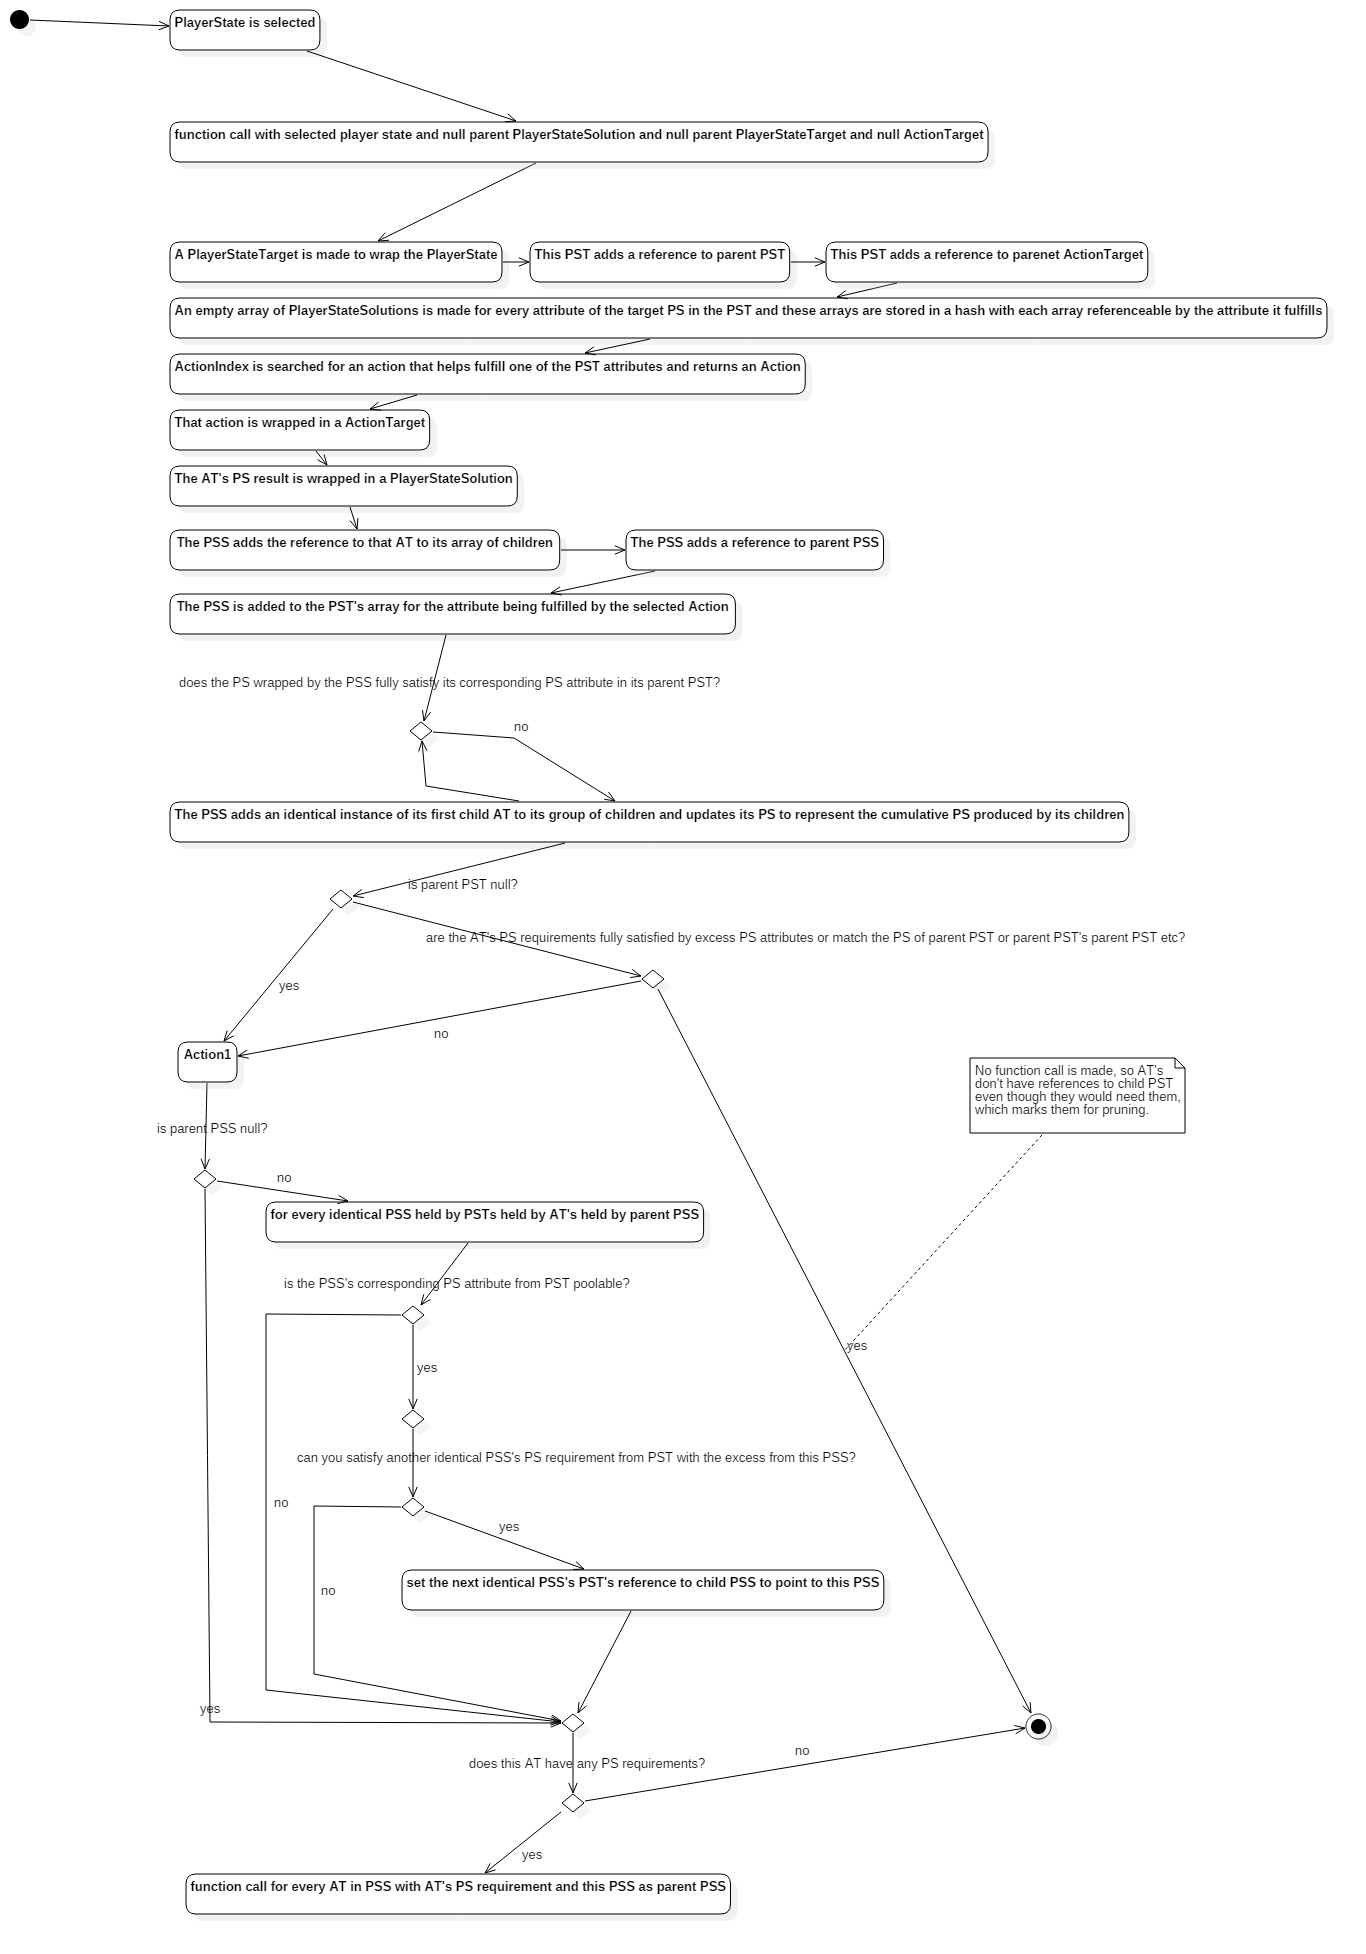 PlayerState is selected
function call with selected player state and null parent PlayerStateSolution and null parent PlayerStateTarget and null ActionTarget
A PlayerStateTarget is made to wrap the PlayerState
This PST adds a reference to parent PST
This PST adds a reference to parenet ActionTarget
An empty array of PlayerStateSolutions is made for every attribute of the target PS in the PST and these arrays are stored in a hash with each array referenceable by the attribute it fulfills
ActionIndex is searched for an action that helps fulfill one of the PST attributes and returns an Action
That action is wrapped in a ActionTarget
The AT's PS result is wrapped in a PlayerStateSolution
The PSS adds the reference to that AT to its array of children
The PSS adds a reference to parent PSS
The PSS is added to the PST's array for the attribute being fulfilled by the selected Action
does the PS wrapped by the PSS fully satisfy its corresponding PS attribute in its parent PST?
no
The PSS adds an identical instance of its first child AT to its group of children and updates its PS to represent the cumulative PS produced by its children
is parent PST null?
are the AT's PS requirements fully satisfied by excess PS attributes or match the PS of parent PST or parent PST's parent PST etc?
yes
no
Action1
No function call is made, so AT's
don't have references to child PST
even though they would need them,
which marks them for pruning.
is parent PSS null?
no
for every identical PSS held by PSTs held by AT's held by parent PSS
is the PSS's corresponding PS attribute from PST poolable?
yes
yes
can you satisfy another identical PSS's PS requirement from PST with the excess from this PSS?
no
yes
set the next identical PSS's PST's reference to child PSS to point to this PSS
no
yes
does this AT have any PS requirements?
no
yes
function call for every AT in PSS with AT's PS requirement and this PSS as parent PSS